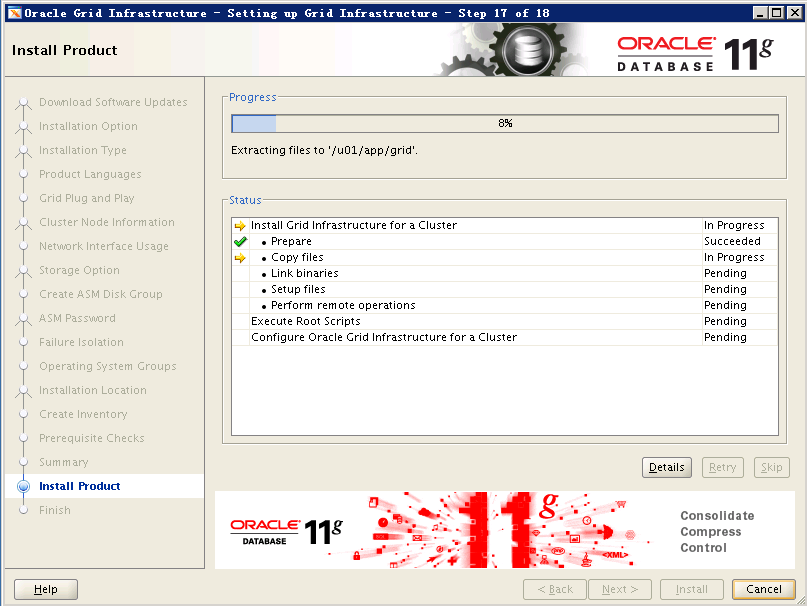 Oracle Grid Infrastructure - Setting up Grid Infrastructure - Step 17 of 18
Install Product
ORACLE
DATABASE
11g
Download Software Updates
Installation Option
Installation Type
Product Languages
Grid Plug and Play
Cluster Node Information
Network Interface Usage
Storage Option
Create ASM Disk Group
ASM Password
Failure Isolation
Operating System Groups
Installation Location
Create Inventory
Prerequisite Checks
Summary
Install Product
Finish
Progress
8%
Extracting files to '/u01/app/grid'.
Status
Install Grid Infrastructure for a Cluster In Progress
• Prepare Succeeded
• Copy files In Progress
• Link binaries Pending
• Setup files Pending
• Perform remote operations Pending
Execute Root Scripts Pending
Configure Oracle Grid Infrastructure for a Cluster Pending
Details Retry Skip
ORACLE
DATABASE
11g
11g
<XML>
Consolidate
Compress
Control
Help < Back Next > Install Cancel